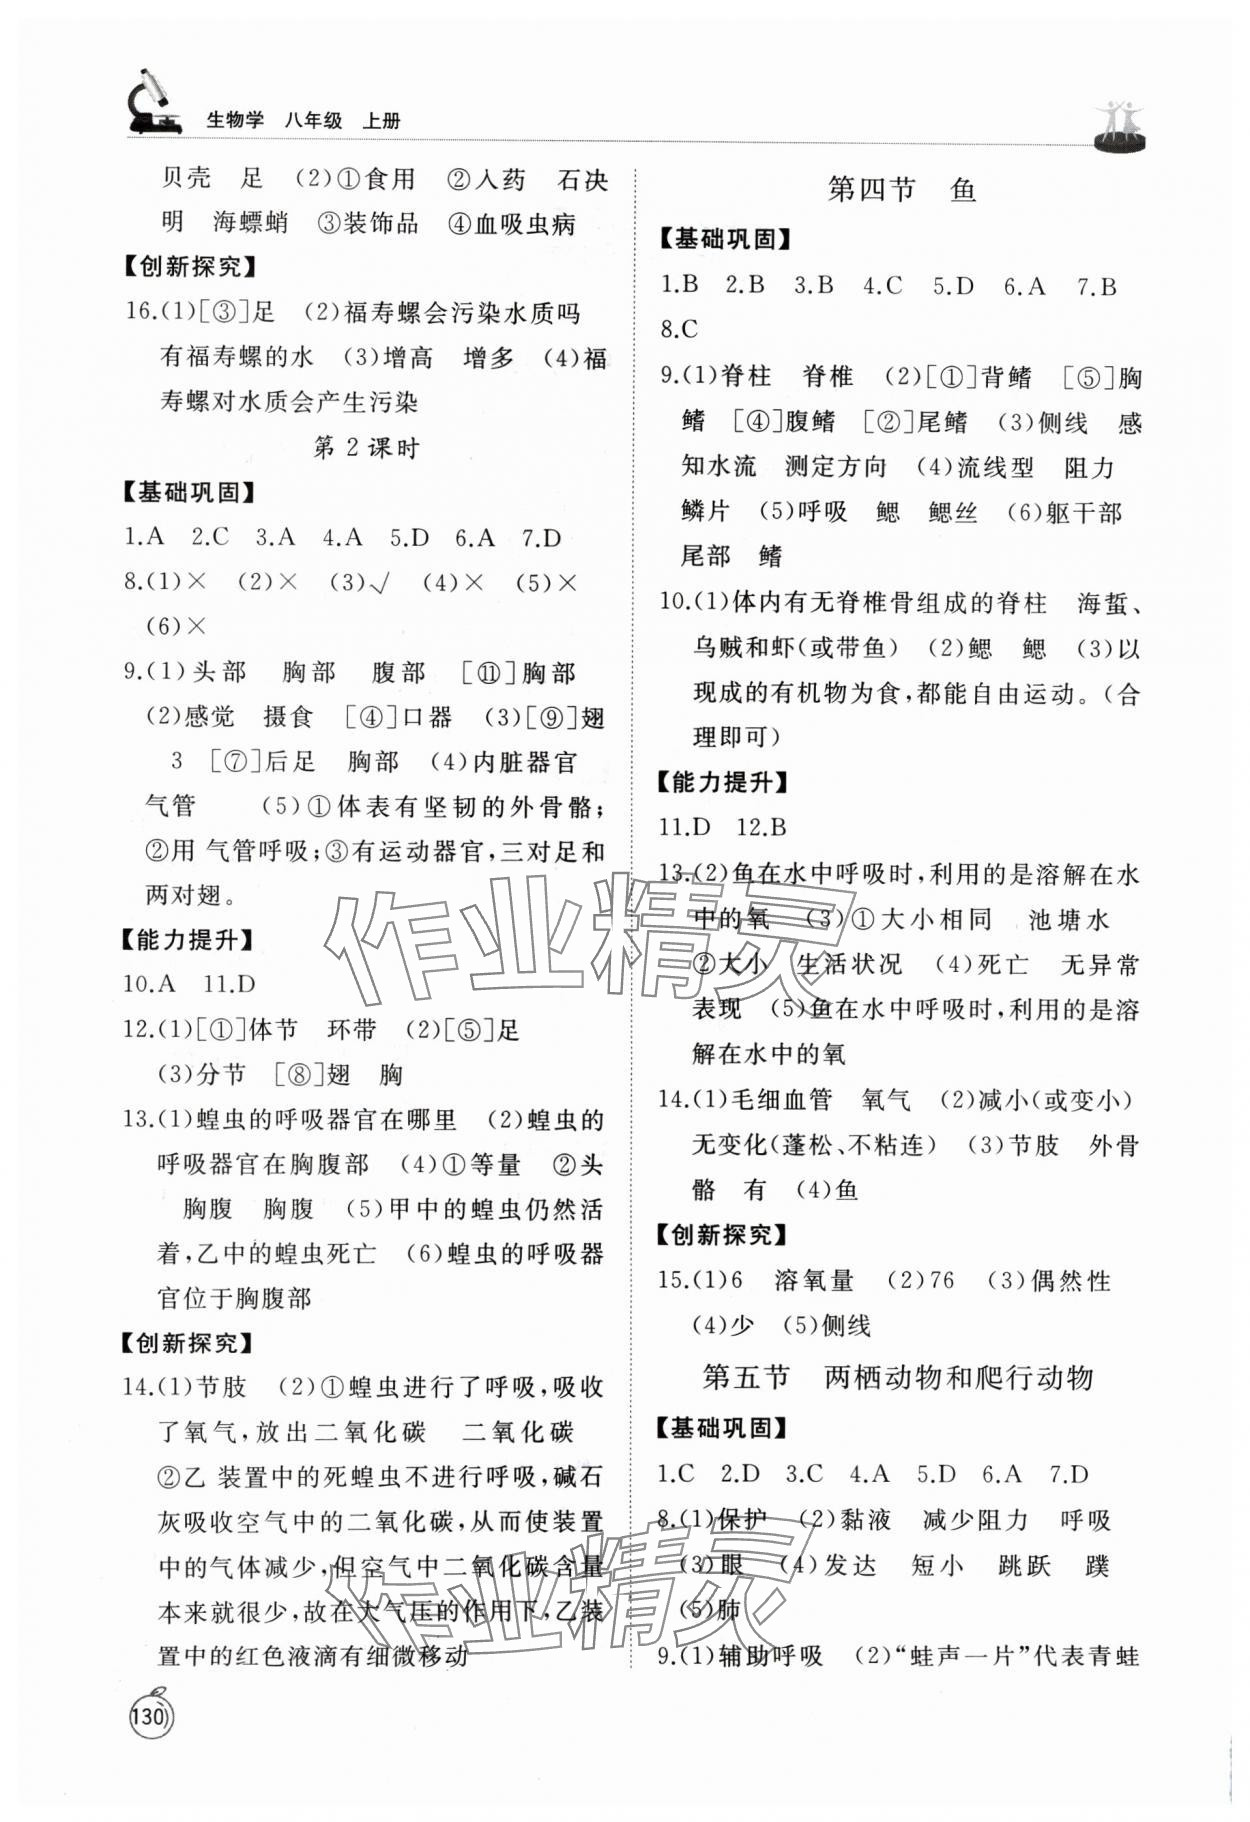 生物学 八年级 上册
贝壳 足 (2)①食用 ②入药 石决
明 海螵蛸 ③装饰品 ④血吸虫病
【创新探究】
16.(1)[③]足 (2)福寿螺会污染水质吗
有福寿螺的水 (3)增高 增多 (4)福
寿螺对水质会产生污染
第2课时
【基础巩固】
1.A 2.C 3.A 4.A 5.D 6.A 7.D
8.(1)× (2)× (3)√ (4)× (5)×
(6)×
9.(1)头部 胸部 腹部 [⑪]胸部
(2)感觉 摄食 [④]口器 (3)[⑨]翅
3 [⑦]后足 胸部 (4)内脏器官
气管 (5)①体表有坚韧的外骨骼；
②用 气管呼吸；③有运动器官，三对足和
两对翅。
【能力提升】
10.A 11.D
12.(1)[①]体节 环带 (2)[⑤]足
(3)分节 [⑧]翅 胸
13.(1)蝗虫的呼吸器官在哪里 (2)蝗虫的
呼吸器官在胸腹部 (4)①等量 ②头
胸腹 胸腹 (5)甲中的蝗虫仍然活
着，乙中的蝗虫死亡 (6)蝗虫的呼吸器
官位于胸腹部
【创新探究】
14.(1)节肢 (2)①蝗虫进行了呼吸，吸收
了氧气，放出二氧化碳 二氧化碳
②乙 装置中的死蝗虫不进行呼吸，碱石
灰吸收空气中的二氧化碳，从而使装置
中的气体减少，但空气中二氧化碳含量
本来就很少，故在大气压的作用下，乙装
置中的红色液滴有细微移动
130
第四节 鱼
【基础巩固】
1.B 2.B 3.B 4.C 5.D 6.A 7.B
8.C
9.(1)脊柱 脊椎 (2)[①]背鳍 [⑤]胸
鳍 [④]腹鳍 [②]尾鳍 (3)侧线 感
知水流 测定方向 (4)流线型 阻力
鳞片 (5)呼吸 鳃 鳃丝 (6)躯干部
尾部 鳍
10.(1)体内有无脊椎骨组成的脊柱 海蜇、
乌贼和虾(或带鱼) (2)鳃 鳃 (3)以
现成的有机物为食，都能自由运动。(合
理即可)
【能力提升】
11.D 12.B
13.(2)鱼在水中呼吸时，利用的是溶解在水
中的氧 (3)①大小相同 池塘水
②大小 生活状况 (4)死亡 无异常
表现 (5)鱼在水中呼吸时，利用的是溶
解在水中的氧
14.(1)毛细血管 氧气 (2)减小(或变小)
无变化(蓬松、不粘连) (3)节肢 外骨
骼 有 (4)鱼
【创新探究】
15.(1)6 溶氧量 (2)76 (3)偶然性
(4)少 (5)侧线
第五节 两栖动物和爬行动物
【基础巩固】
1.C 2.D 3.C 4.A 5.D 6.A 7.D
8.(1)保护 (2)黏液 减少阻力 呼吸
(3)眼 (4)发达 短小 跳跃 蹼
(5)肺
9.(1)辅助呼吸 (2)“蛙声一片”代表青蛙
作业精灵
作业精灵